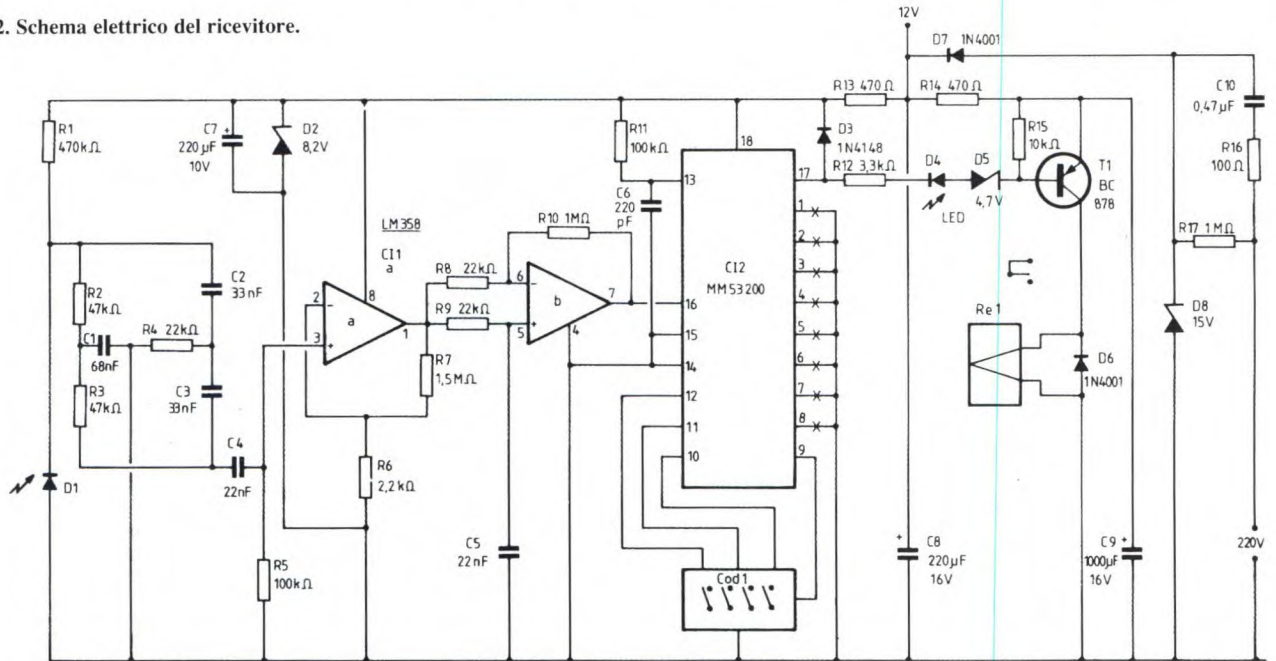 2. Schema elettrico del ricevitore.
12V
D7 1N4001
R13 470 Ω
R14 470 Ω
C10
0,47µF
R1
470kΩ
C7 +
220 µF
10V
D2
8,2V
R11
100kΩ
18
D3
1N4148
R15
10kΩ
R16
100Ω
T1
BC
878
13
17
R12 3,3kΩ
D4
D5
LED
4,7V
C6
220
pF
LM358
CI1
a
R10 1MΩ
R17 1MΩ
C2
33nF
R2
47kΩ
R8 22kΩ
R9 22kΩ
8
2
a
1
3
6
b
7
5
4
16
15
14
12
11
10
CI2
MM53200
1
2
3
4
5
6
7
8
9
Re1
D8
15V
D6
1N4001
C1
68nF
R4 22kΩ
R3
47kΩ
C3
33nF
R7
1,5MΩ
C4
22nF
D1
R6
2,2kΩ
R5
100kΩ
C5
22nF
Cod1
+ C8
220µF
16V
C9 +
1000µF
16V
220V